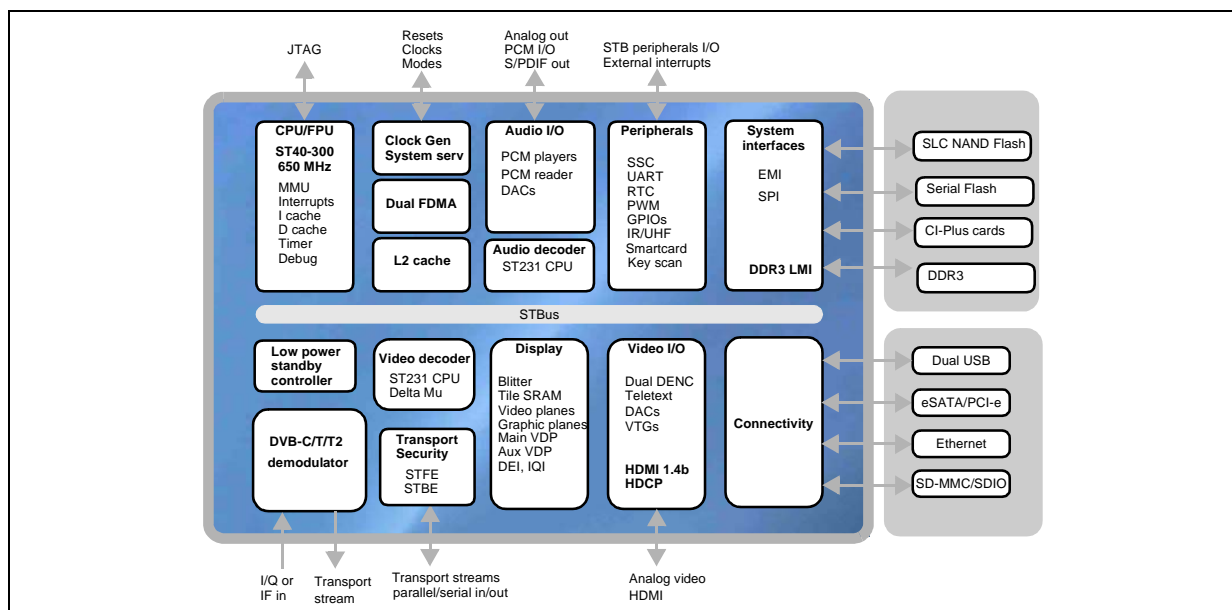 JTAG
Resets
Clocks
Modes
Analog out
PCM I/O
S/PDIF out
STB peripherals I/O
External interrupts
CPU/FPU
ST40-300
650 MHz
MMU
Interrupts
I cache
D cache
Timer
Debug
Clock Gen
System serv
Dual FDMA
L2 cache
Audio I/O
PCM players
PCM reader
DACs
Audio decoder
ST231 CPU
Peripherals
SSC
UART
RTC
PWM
GPIOs
IR/UHF
Smartcard
Key scan
System
interfaces
EMI
SPI
DDR3 LMI
SLC NAND Flash
Serial Flash
CI-Plus cards
DDR3
STBus
Low power
standby
controller
DVB-C/T/T2
demodulator
Video decoder
ST231 CPU
Delta Mu
Transport
Security
STFE
STBE
Display
Blitter
Tile SRAM
Video planes
Graphic planes
Main VDP
Aux VDP
DEI, IQI
Video I/O
Dual DENC
Teletext
DACs
VTGs
HDMI 1.4b
HDCP
Connectivity
Dual USB
eSATA/PCI-e
Ethernet
SD-MMC/SDIO
I/Q or
IF in
Transport
stream
Transport streams
parallel/serial in/out
Analog video
HDMI